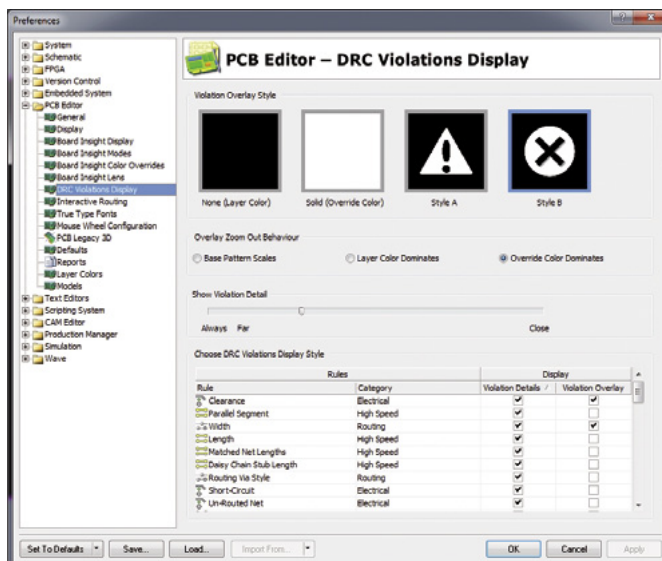 Preferences
System
Schematic
FPGA
Version Control
Embedded System
PCB Editor
General
Display
Board Insight Display
Board Insight Modes
Board Insight Color Overrides
Board Insight Lens
DRC Violations Display
Interactive Routing
True Type Fonts
Mouse Wheel Configuration
PCB Legacy 3D
Defaults
Reports
Layer Colors
Models
Text Editors
Scripting System
CAM Editor
Production Manager
Simulation
Wave
PCB Editor – DRC Violations Display
Violation Overlay Style
None (Layer Color) Solid (Override Color) Style A Style B
Overlay Zoom Out Behaviour
Base Pattern Scales Layer Color Dominates Override Color Dominates
Show Violation Detail
Always Far Close
Choose DRC Violations Display Style
Rules Display
Rule Category Violation Details Violation Overlay
Clearance Electrical
Parallel Segment High Speed
Width Routing
Length High Speed
Matched Net Lengths High Speed
Daisy Chain Stub Length High Speed
Routing Via Style Routing
Short-Circuit Electrical
Un-Routed Net Electrical
Set To Defaults Save... Load... Import From... OK Cancel Apply